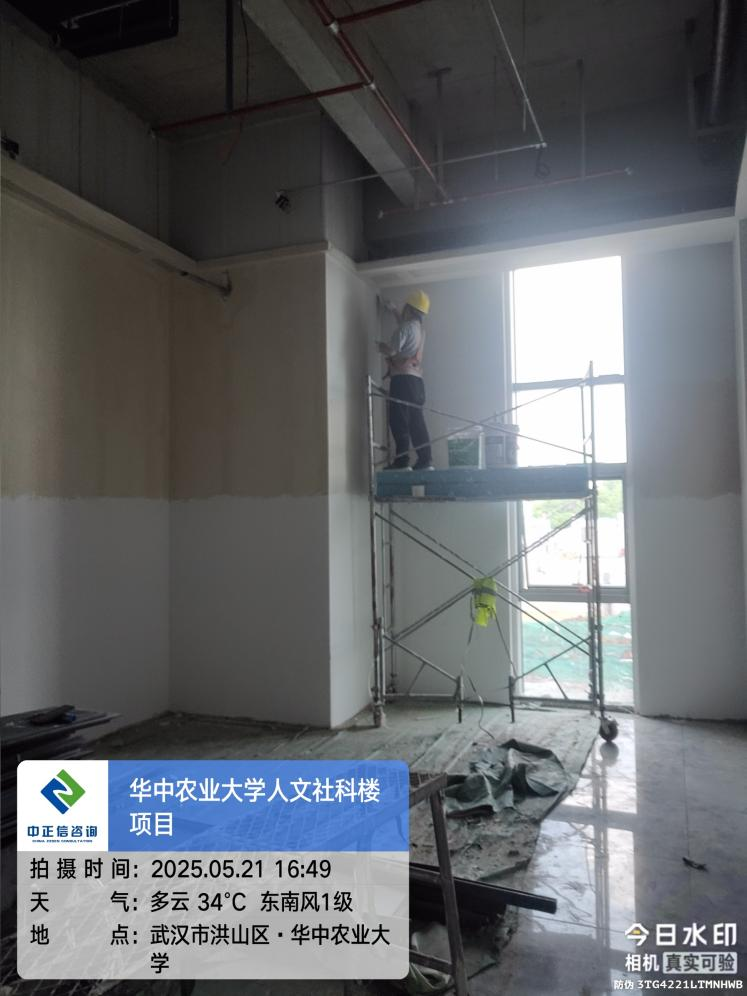 华中农业大学人文社科楼
项目
中正信咨询
CHINA ZEXIN CONSULTATION
拍摄时间：2025.05.21 16:49
天气：多云 34°C 东南风1级
地点：武汉市洪山区·华中农业大
学
今日水印
相机 真实可验
防伪 3TG4221LTMNHWB